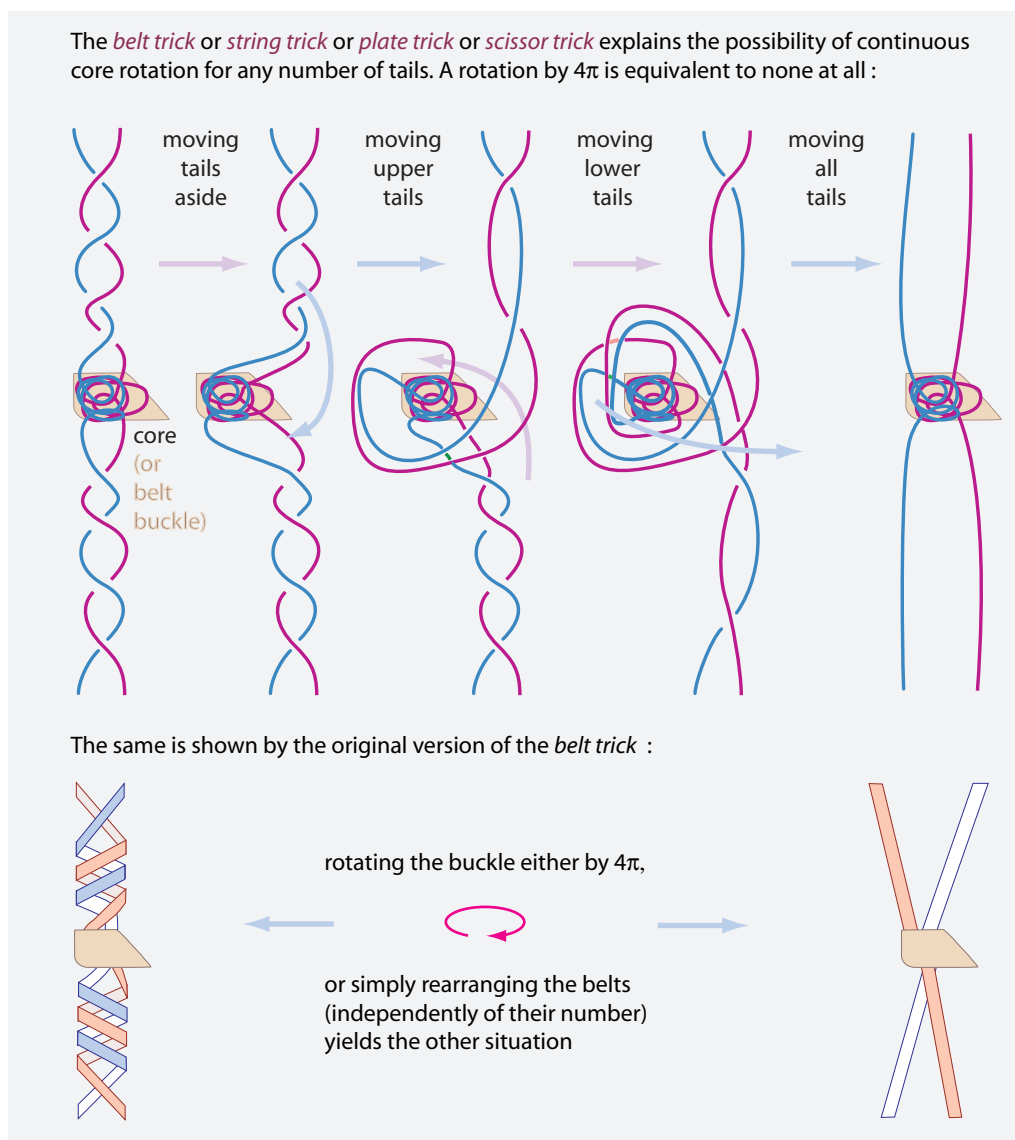 The belt trick or string trick or plate trick or scissor trick explains the possibility of continuous
core rotation for any number of tails. A rotation by 4π is equivalent to none at all :
moving
tails
aside
moving
upper
tails
moving
lower
tails
moving
all
tails
core
(or
belt
buckle)
The same is shown by the original version of the belt trick :
rotating the buckle either by 4π,
or simply rearranging the belts
(independently of their number)
yields the other situation